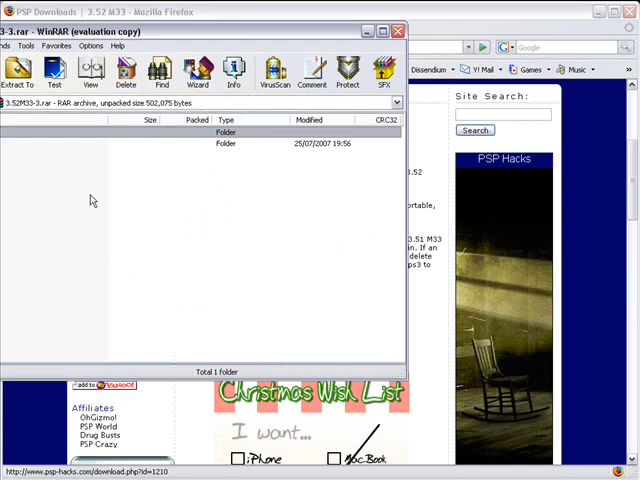 PSP Downloads | 3.52 M33 - Mozilla Firefox
3-3.rar - WinRAR (evaluation copy)
nds Tools Favorites Options Help
Extract To Test View Delete Find Wizard Info VirusScan Comment Protect SFX
3.52M33-3.rar - RAR archive, unpacked size 502,075 bytes
Size Packed Type Modified CRC32
Folder
Folder 25/07/2007 19:56
Total 1 folder
G Google
Dissendium Y! Mail Games Music
Site Search:
Search
PSP Hacks
3.52
ortable,
3.51 M33
n. If an
delete
ps3 to
add to YAHOO!
Affiliates
OhGizmo!
PSP World
Drug Busts
PSP Crazy
Christmas Wish List
I want...
iPhone MacBook
http://www.psp-hacks.com/download.php?id=1210